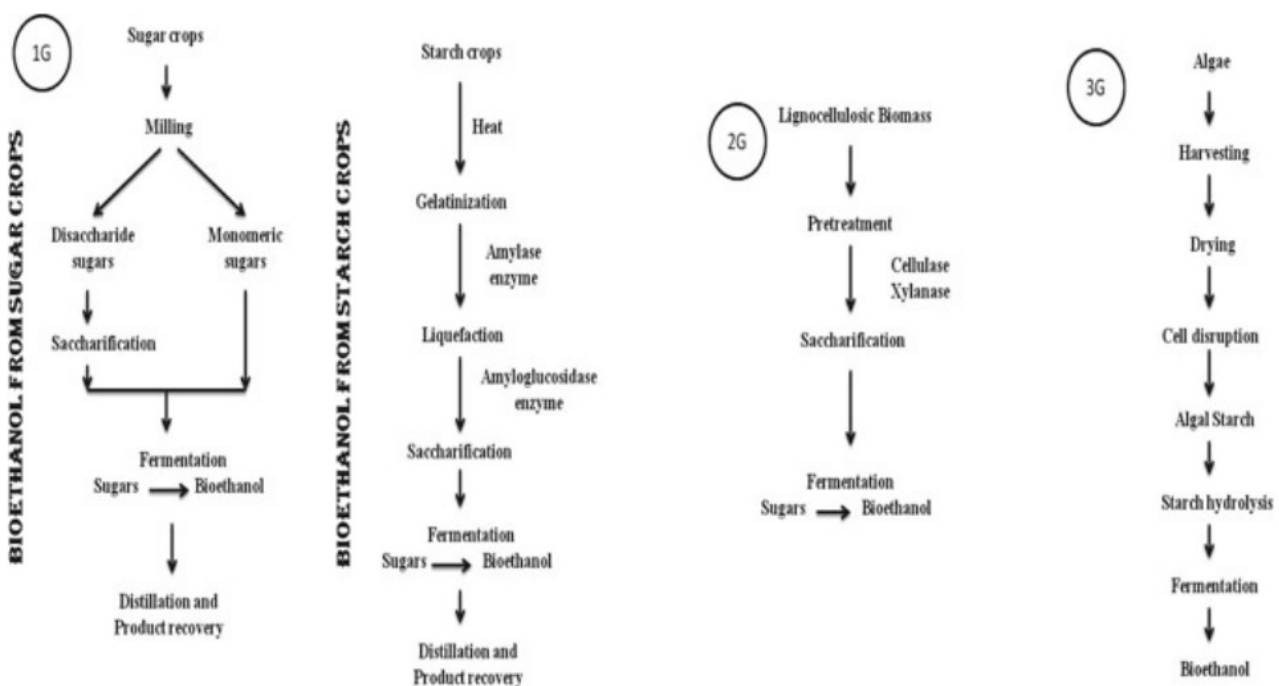 1G
BIOETHANOL FROM SUGAR CROPS
Sugar crops
Milling
Disaccharide
sugars
Monomeric
sugars
Saccharification
Fermentation
Sugars Bioethanol
Distillation and
Product recovery
BIOETHANOL FROM STARCH CROPS
Starch crops
Heat
Gelatinization
Amylase
enzyme
Liquefaction
Amyloglucosidase
enzyme
Saccharification
Fermentation
Sugars Bioethanol
Distillation and
Product recovery
2G
Lignocellulosic Biomass
Pretreatment
Cellulase
Xylanase
Saccharification
Fermentation
Sugars Bioethanol
3G
Algae
Harvesting
Drying
Cell disruption
Algal Starch
Starch hydrolysis
Fermentation
Bioethanol